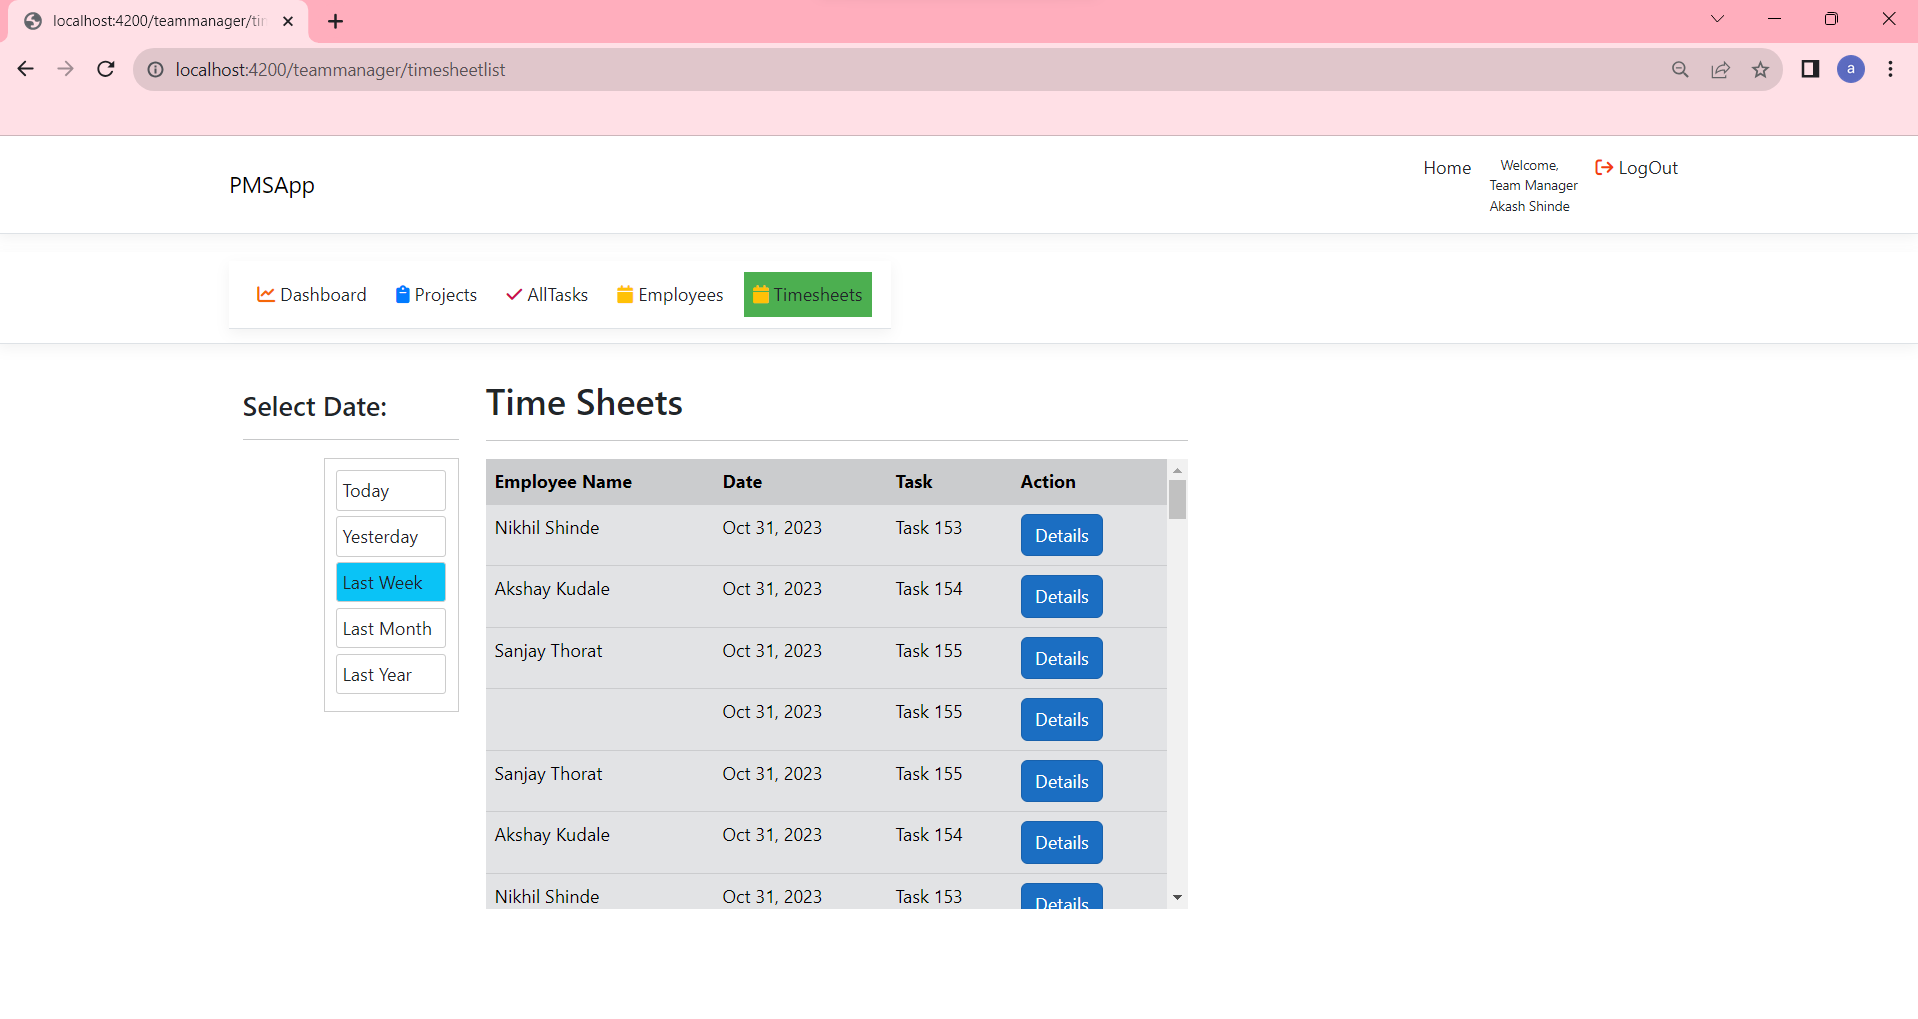 localhost:4200/teammanager/tin
localhost:4200/teammanager/timesheetlist
a
PMSApp
Home
Welcome,
Team Manager
Akash Shinde
LogOut
Dashboard Projects AllTasks Employees Timesheets
Select Date:
Today
Yesterday
Last Week
Last Month
Last Year
Time Sheets
Employee Name Date Task Action
Nikhil Shinde Oct 31, 2023 Task 153 Details
Akshay Kudale Oct 31, 2023 Task 154 Details
Sanjay Thorat Oct 31, 2023 Task 155 Details
Oct 31, 2023 Task 155 Details
Sanjay Thorat Oct 31, 2023 Task 155 Details
Akshay Kudale Oct 31, 2023 Task 154 Details
Nikhil Shinde Oct 31, 2023 Task 153 Details